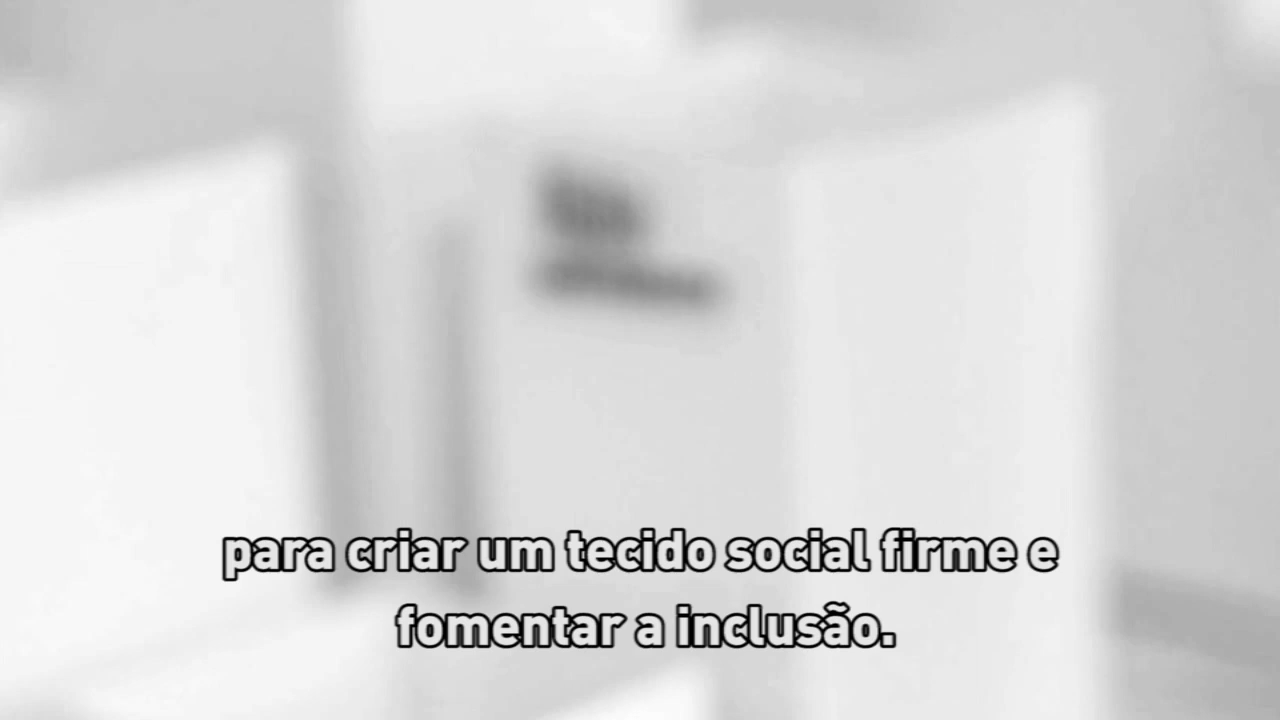 para criar um tecido social firme e
fomentar a inclusão.